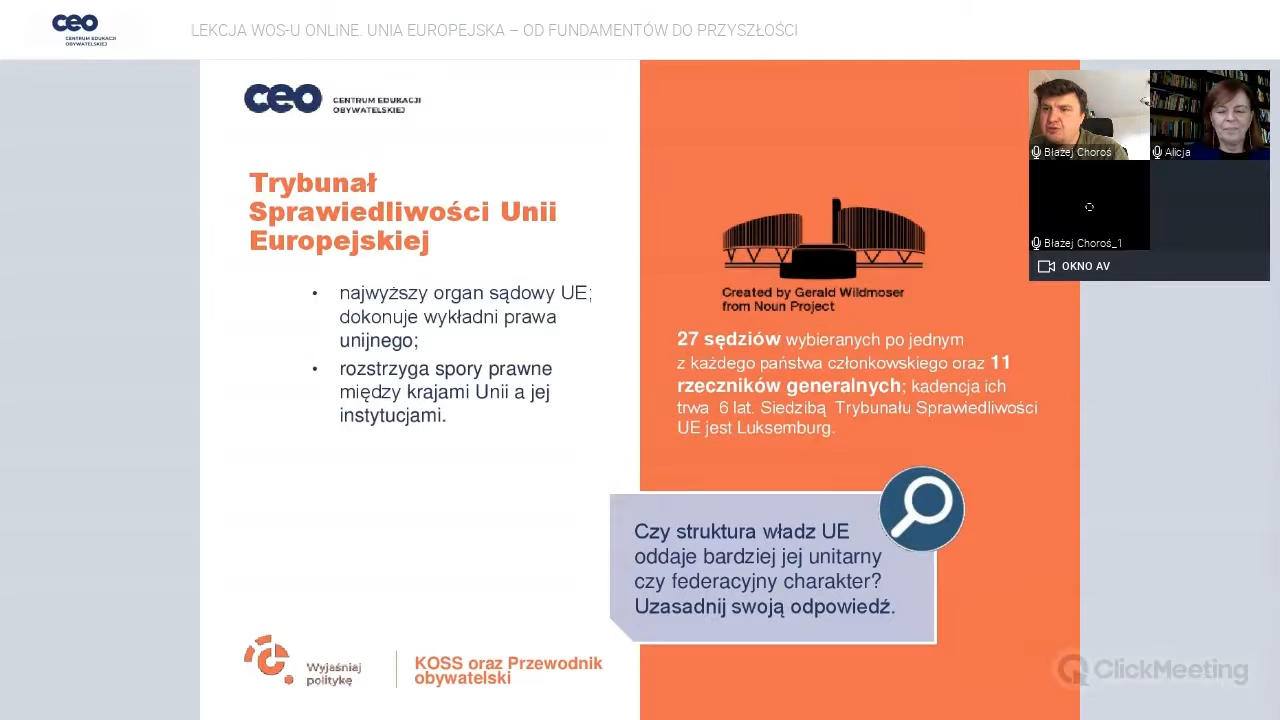 ceo
CENTRUM EDUKACJI
OBYWATELSKIEJ
LEKCJA WOS-U ONLINE. UNIA EUROPEJSKA – OD FUNDAMENTÓW DO PRZYSZŁOŚCI
ceo
CENTRUM EDUKACJI
OBYWATELSKIEJ
Trybunał
Sprawiedliwości Unii
Europejskiej
• najwyższy organ sądowy UE;
dokonuje wykładni prawa
unijnego;
• rozstrzyga spory prawne
między krajami Unii a jej
instytucjami.
Created by Gerald Wildmoser
from Noun Project
27 sędziów wybieranych po jednym
z każdego państwa członkowskiego oraz 11
rzeczników generalnych; kadencja ich
trwa 6 lat. Siedzibą Trybunału Sprawiedliwości
UE jest Luksemburg.
Czy struktura władz UE
oddaje bardziej jej unitarny
czy federacyjny charakter?
Uzasadnij swoją odpowiedź.
Wyjaśniaj
politykę
KOSS oraz Przewodnik
obywatelski
Błażej Choroś
Alicja
Błażej Choroś_1
OKNO AV
ClickMeeting